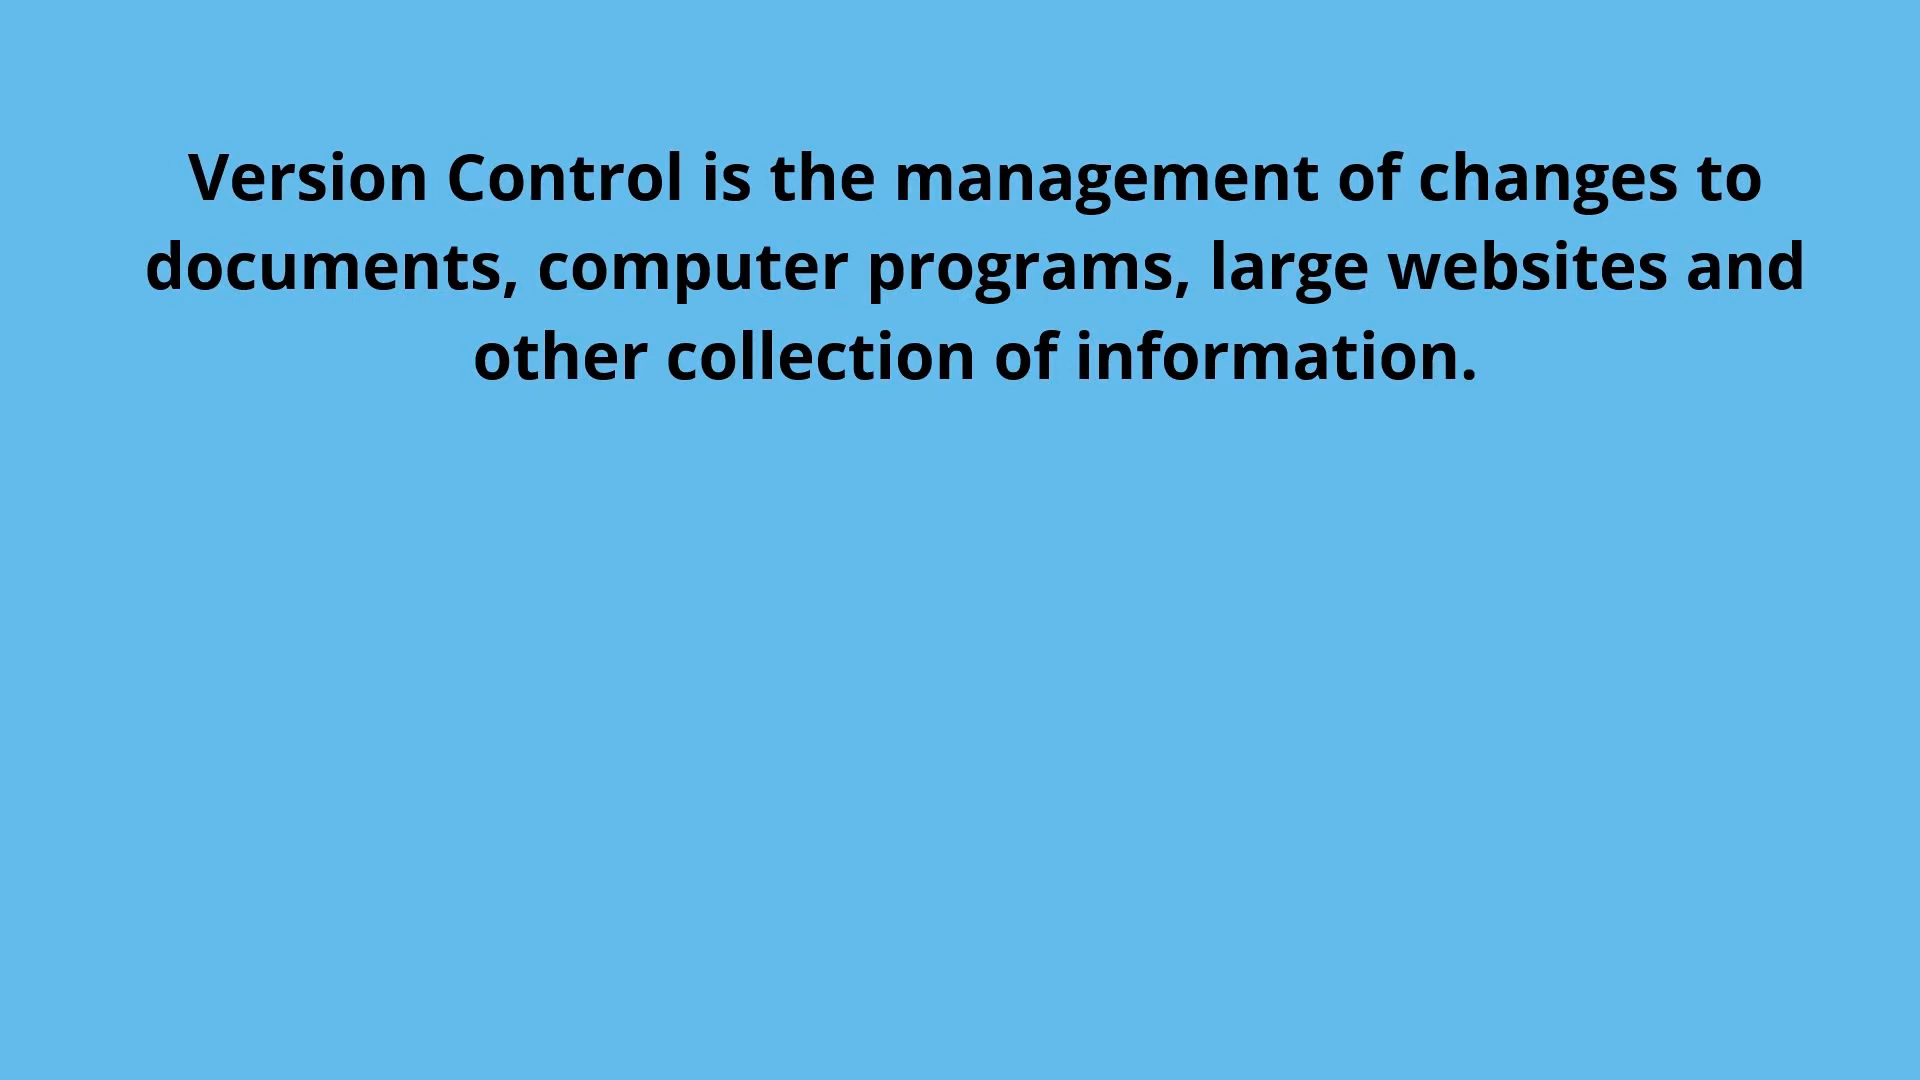 Version Control is the management of changes to
documents, computer programs, large websites and
other collection of information.